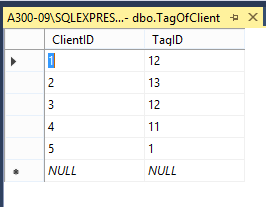 A300-09\SQLEXPRES...- dbo.TagOfClient
ClientID TagID
1 12
2 13
3 12
4 11
5 1
NULL NULL